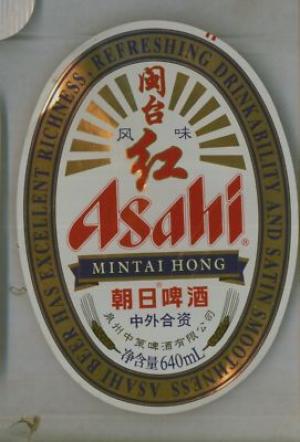 ASAHI BEER HAS EXCELLENT RICHNESS, REFRESHING DRINKABILITY AND SATIN SMOOTHNESS
闽台
风味
红
Asahi®
MINTAI HONG
朝日啤酒
中外合资
泉州中策啤酒有限公司
净含量640mL